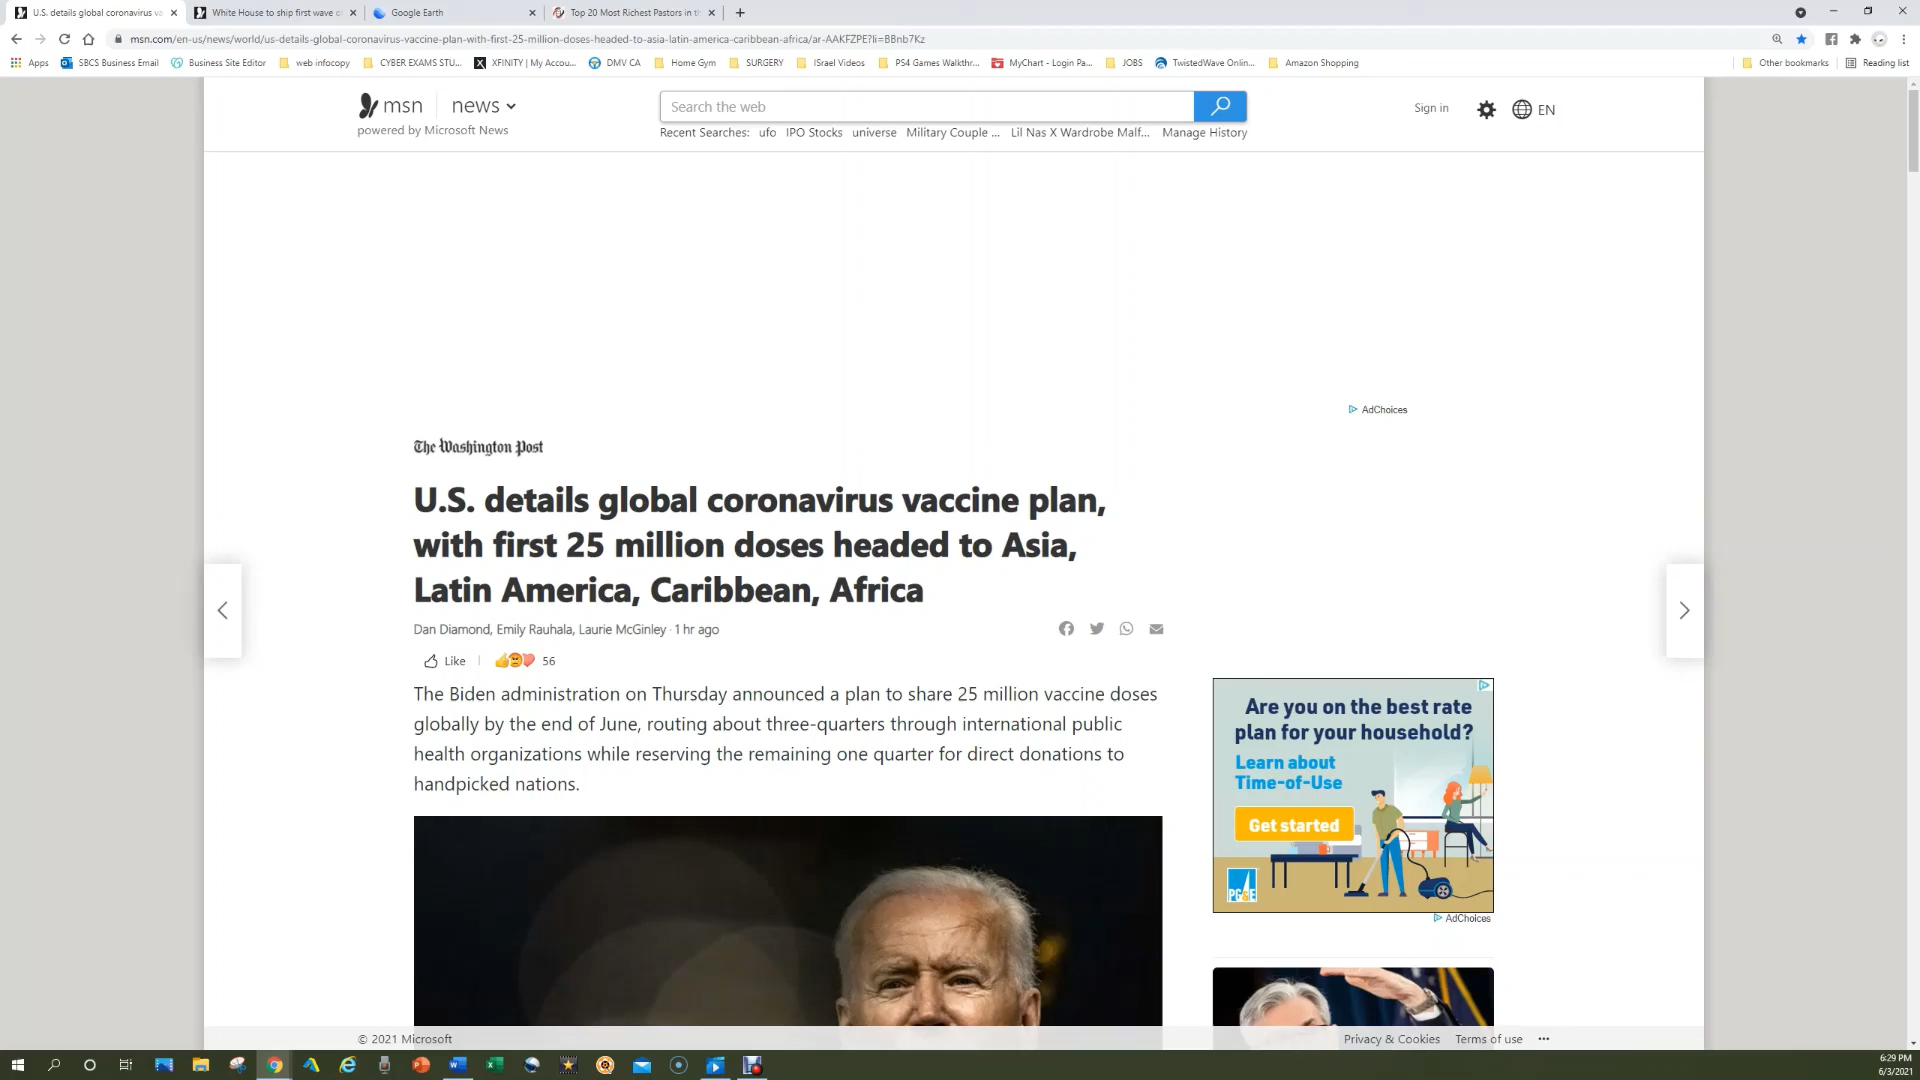 U.S. details global coronavirus va
White House to ship first wave o
Google Earth
Top 20 Most Richest Pastors in th
msn.com/en-us/news/world/us-details-global-coronavirus-vaccine-plan-with-first-25-million-doses-headed-to-asia-latin-america-caribbean-africa/ar-AAKFZPE?li=BBnb7Kz
Apps SBCS Business Email Business Site Editor web infocopy CYBER EXAMS STU... XFINITY | My Accou... DMV CA Home Gym SURGERY ISrael Videos PS4 Games Walkthr... MyChart - Login Pa... JOBS TwistedWave Onlin... Amazon Shopping Other bookmarks Reading list
msn news
powered by Microsoft News
Search the web
Sign in
EN
Recent Searches: ufo IPO Stocks universe Military Couple ... Lil Nas X Wardrobe Malf... Manage History
AdChoices
The Washington Post
U.S. details global coronavirus vaccine plan,
with first 25 million doses headed to Asia,
Latin America, Caribbean, Africa
Dan Diamond, Emily Rauhala, Laurie McGinley · 1 hr ago
Like 56
The Biden administration on Thursday announced a plan to share 25 million vaccine doses
globally by the end of June, routing about three-quarters through international public
health organizations while reserving the remaining one quarter for direct donations to
handpicked nations.
Are you on the best rate
plan for your household?
Learn about
Time-of-Use
Get started
PG&E
AdChoices
© 2021 Microsoft
Privacy & Cookies Terms of use ...
6:29 PM
6/3/2021